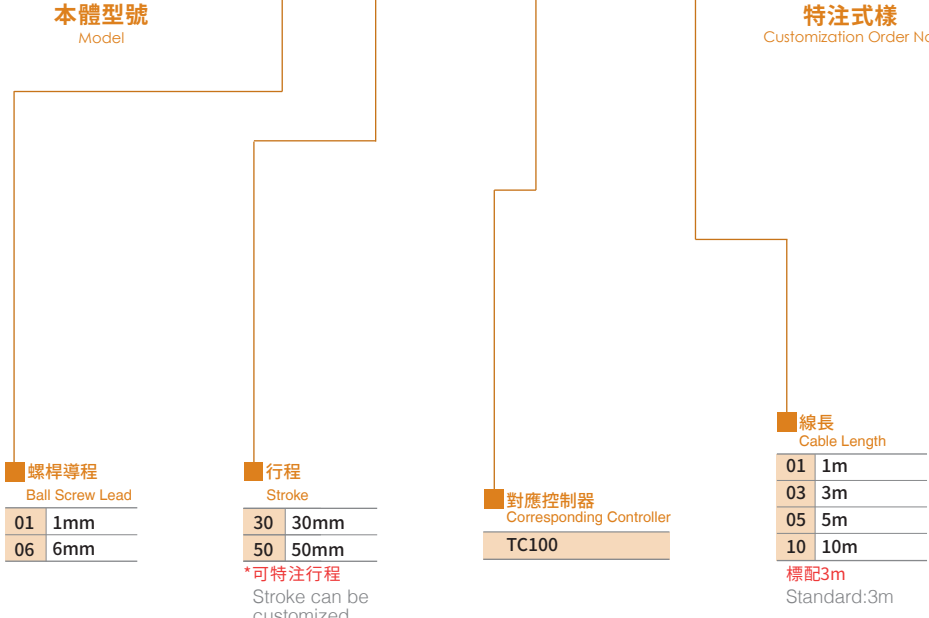 本體型號
Model
特注式樣
Customization Order No
螺桿導程
Ball Screw Lead
01 1mm
06 6mm
行程
Stroke
30 30mm
50 50mm
*可特注行程
Stroke can be
customized
對應控制器
Corresponding Controller
TC100
線長
Cable Length
01 1m
03 3m
05 5m
10 10m
標配3m
Standard:3m